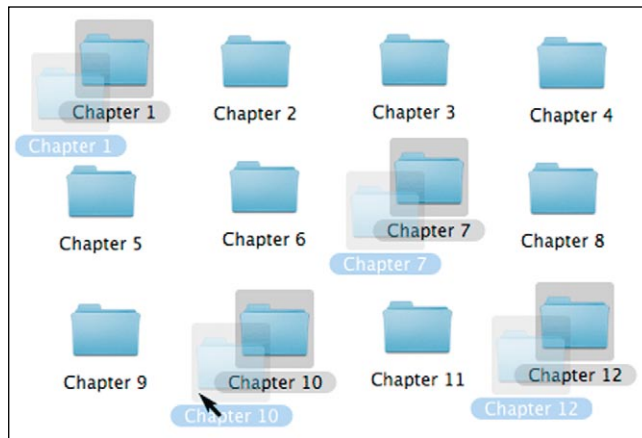 Chapter 1
Chapter 2
Chapter 3
Chapter 4
Chapter 1
Chapter 5
Chapter 6
Chapter 7
Chapter 8
Chapter 7
Chapter 9
Chapter 10
Chapter 11
Chapter 12
Chapter 10
Chapter 12